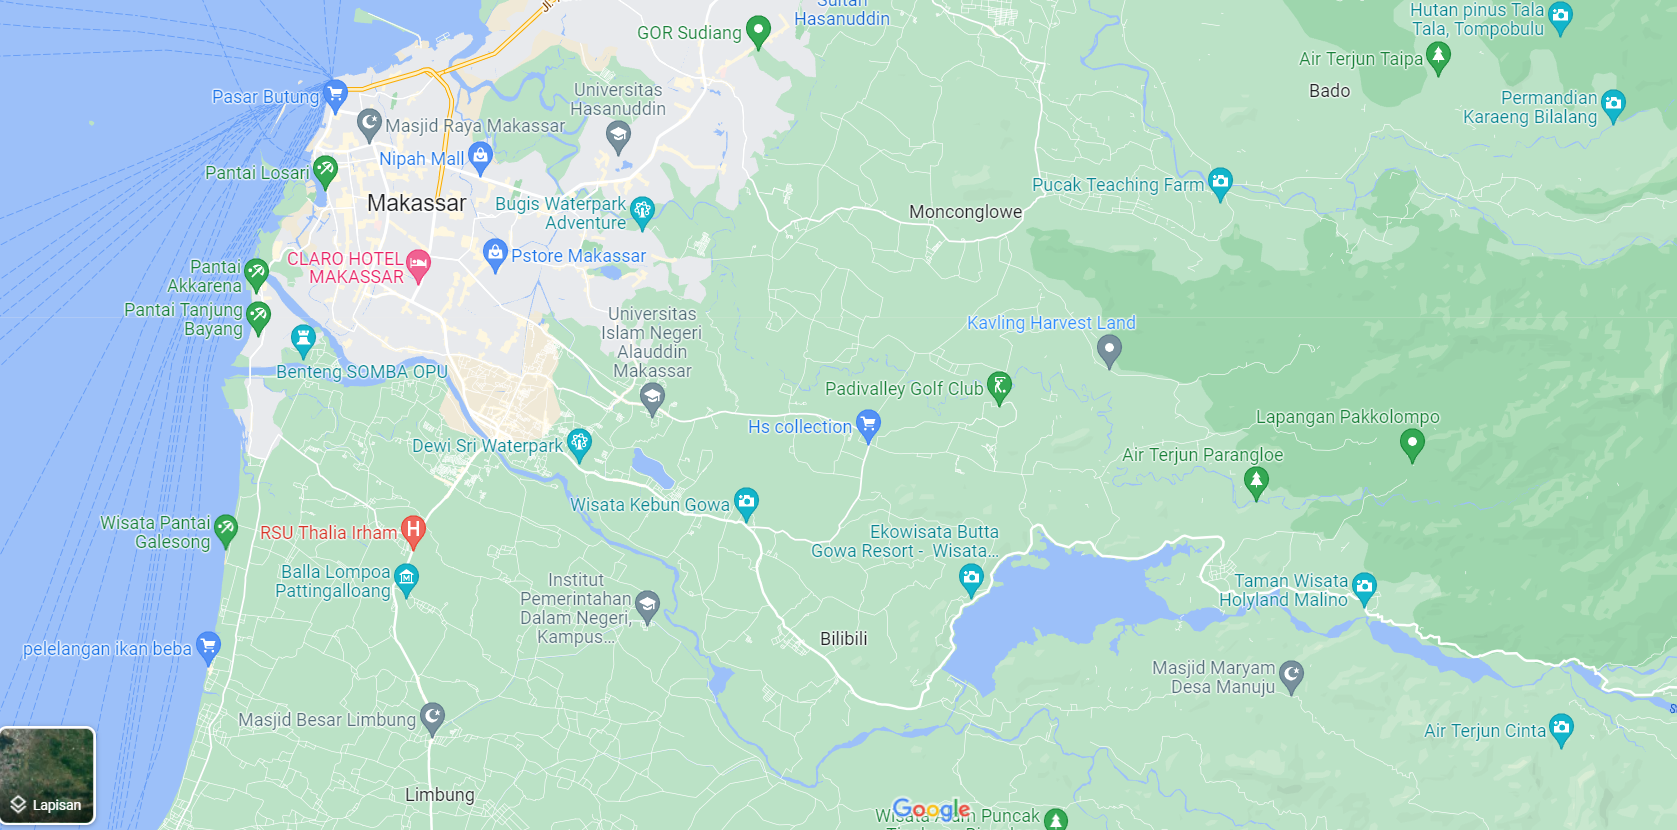 Sultan
Hasanuddin
GOR Sudiang
Hutan pinus Tala
Tala, Tompobulu
Air Terjun Taipa
Bado
Universitas
Hasanuddin
Pasar Butung
Masjid Raya Makassar
Permandian
Karaeng Bilalang
Nipah Mall
Pantai Losari
Makassar
Bugis Waterpark
Adventure
Pucak Teaching Farm
Monconglowe
CLARO HOTEL
MAKASSAR
Pstore Makassar
Pantai
Akkarena
Pantai Tanjung
Bayang
Universitas
Islam Negeri
Alauddin
Makassar
Kavling Harvest Land
Benteng SOMBA OPU
Padivalley Golf Club
Hs collection
Lapangan Pakkolompo
Dewi Sri Waterpark
Air Terjun Parangloe
Wisata Kebun Gowa
Wisata Pantai
Galesong
RSU Thalia Irham
H
Ekowisata Butta
Gowa Resort - Wisata...
Balla Lompoa
Pattingalloang
Institut
Pemerintahan
Dalam Negeri,
Kampus...
Taman Wisata
Holyland Malino
Bilibili
pelelangan ikan beba
Masjid Maryam
Desa Manuju
Masjid Besar Limbung
Air Terjun Cinta
Lapisan
Limbung
Google
Puncak